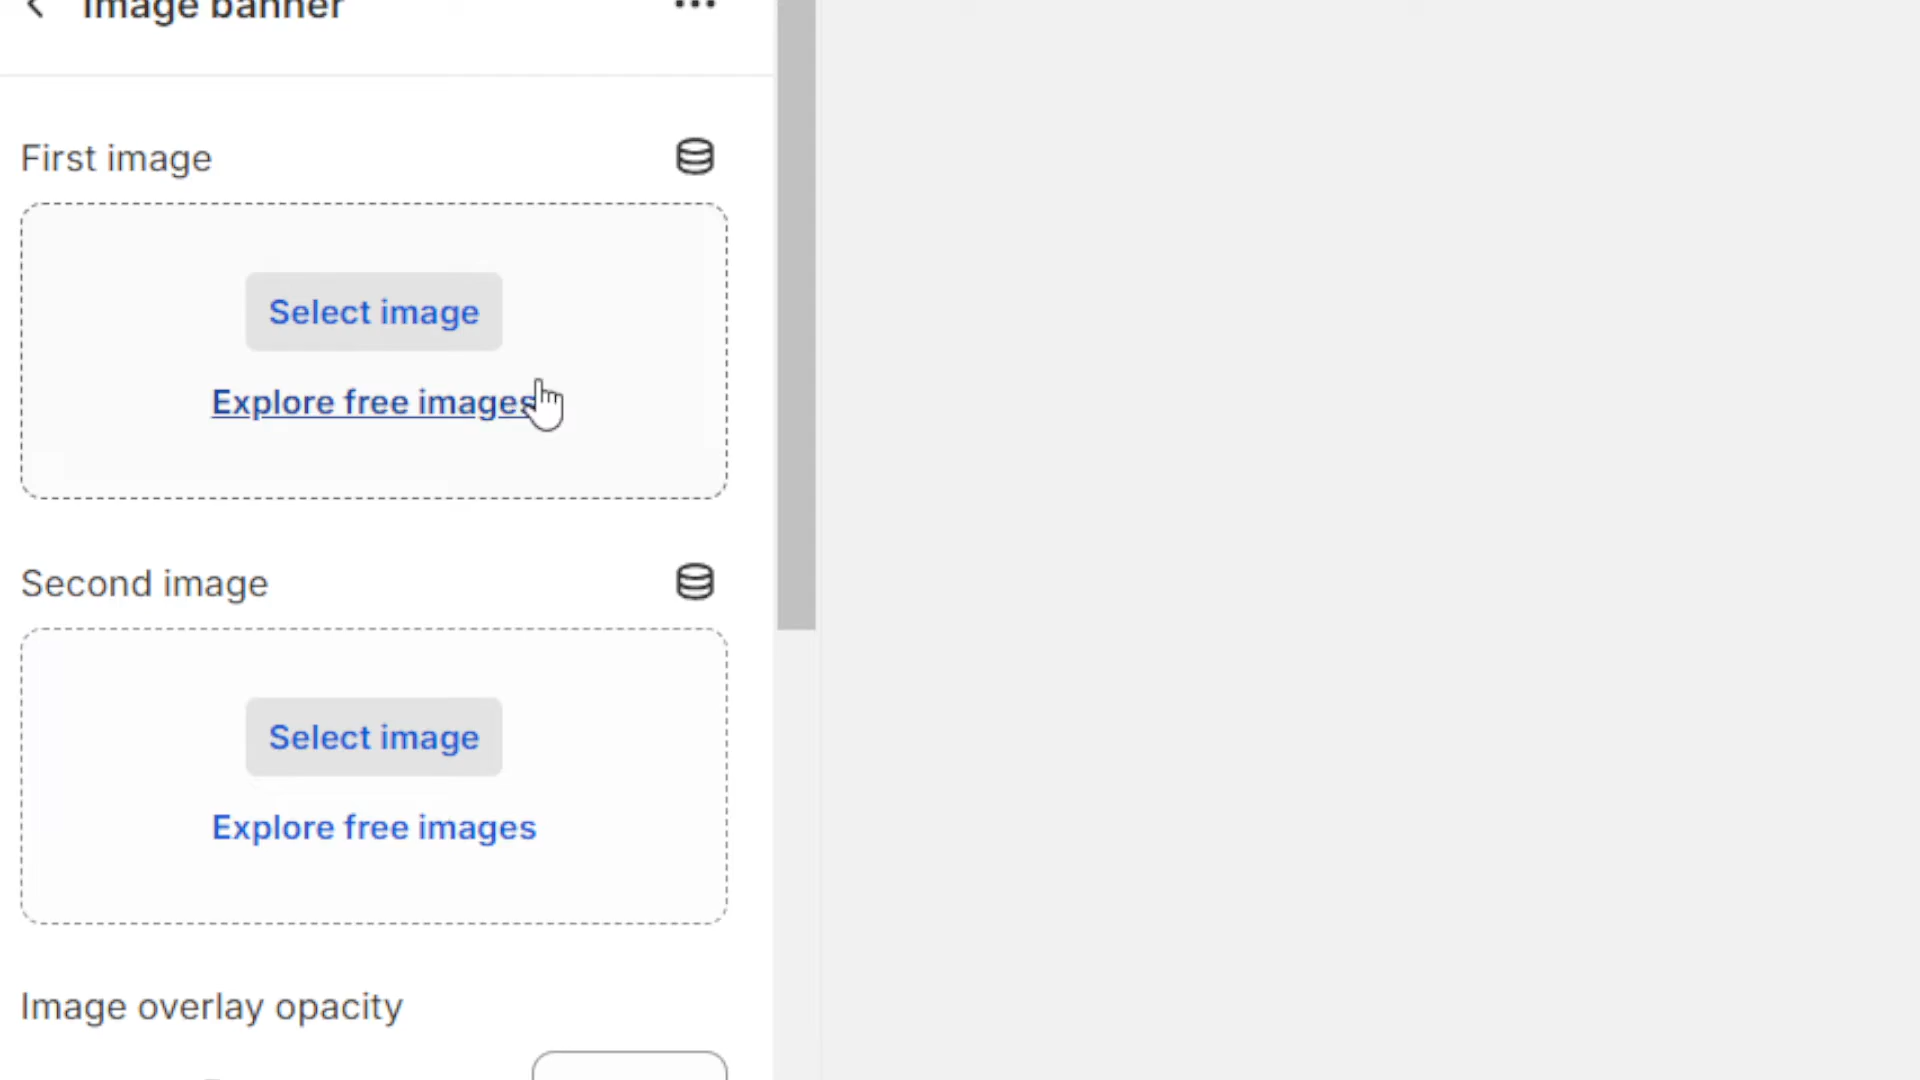 Image banner
First image
Select image
Explore free images
Second image
Select image
Explore free images
Image overlay opacity